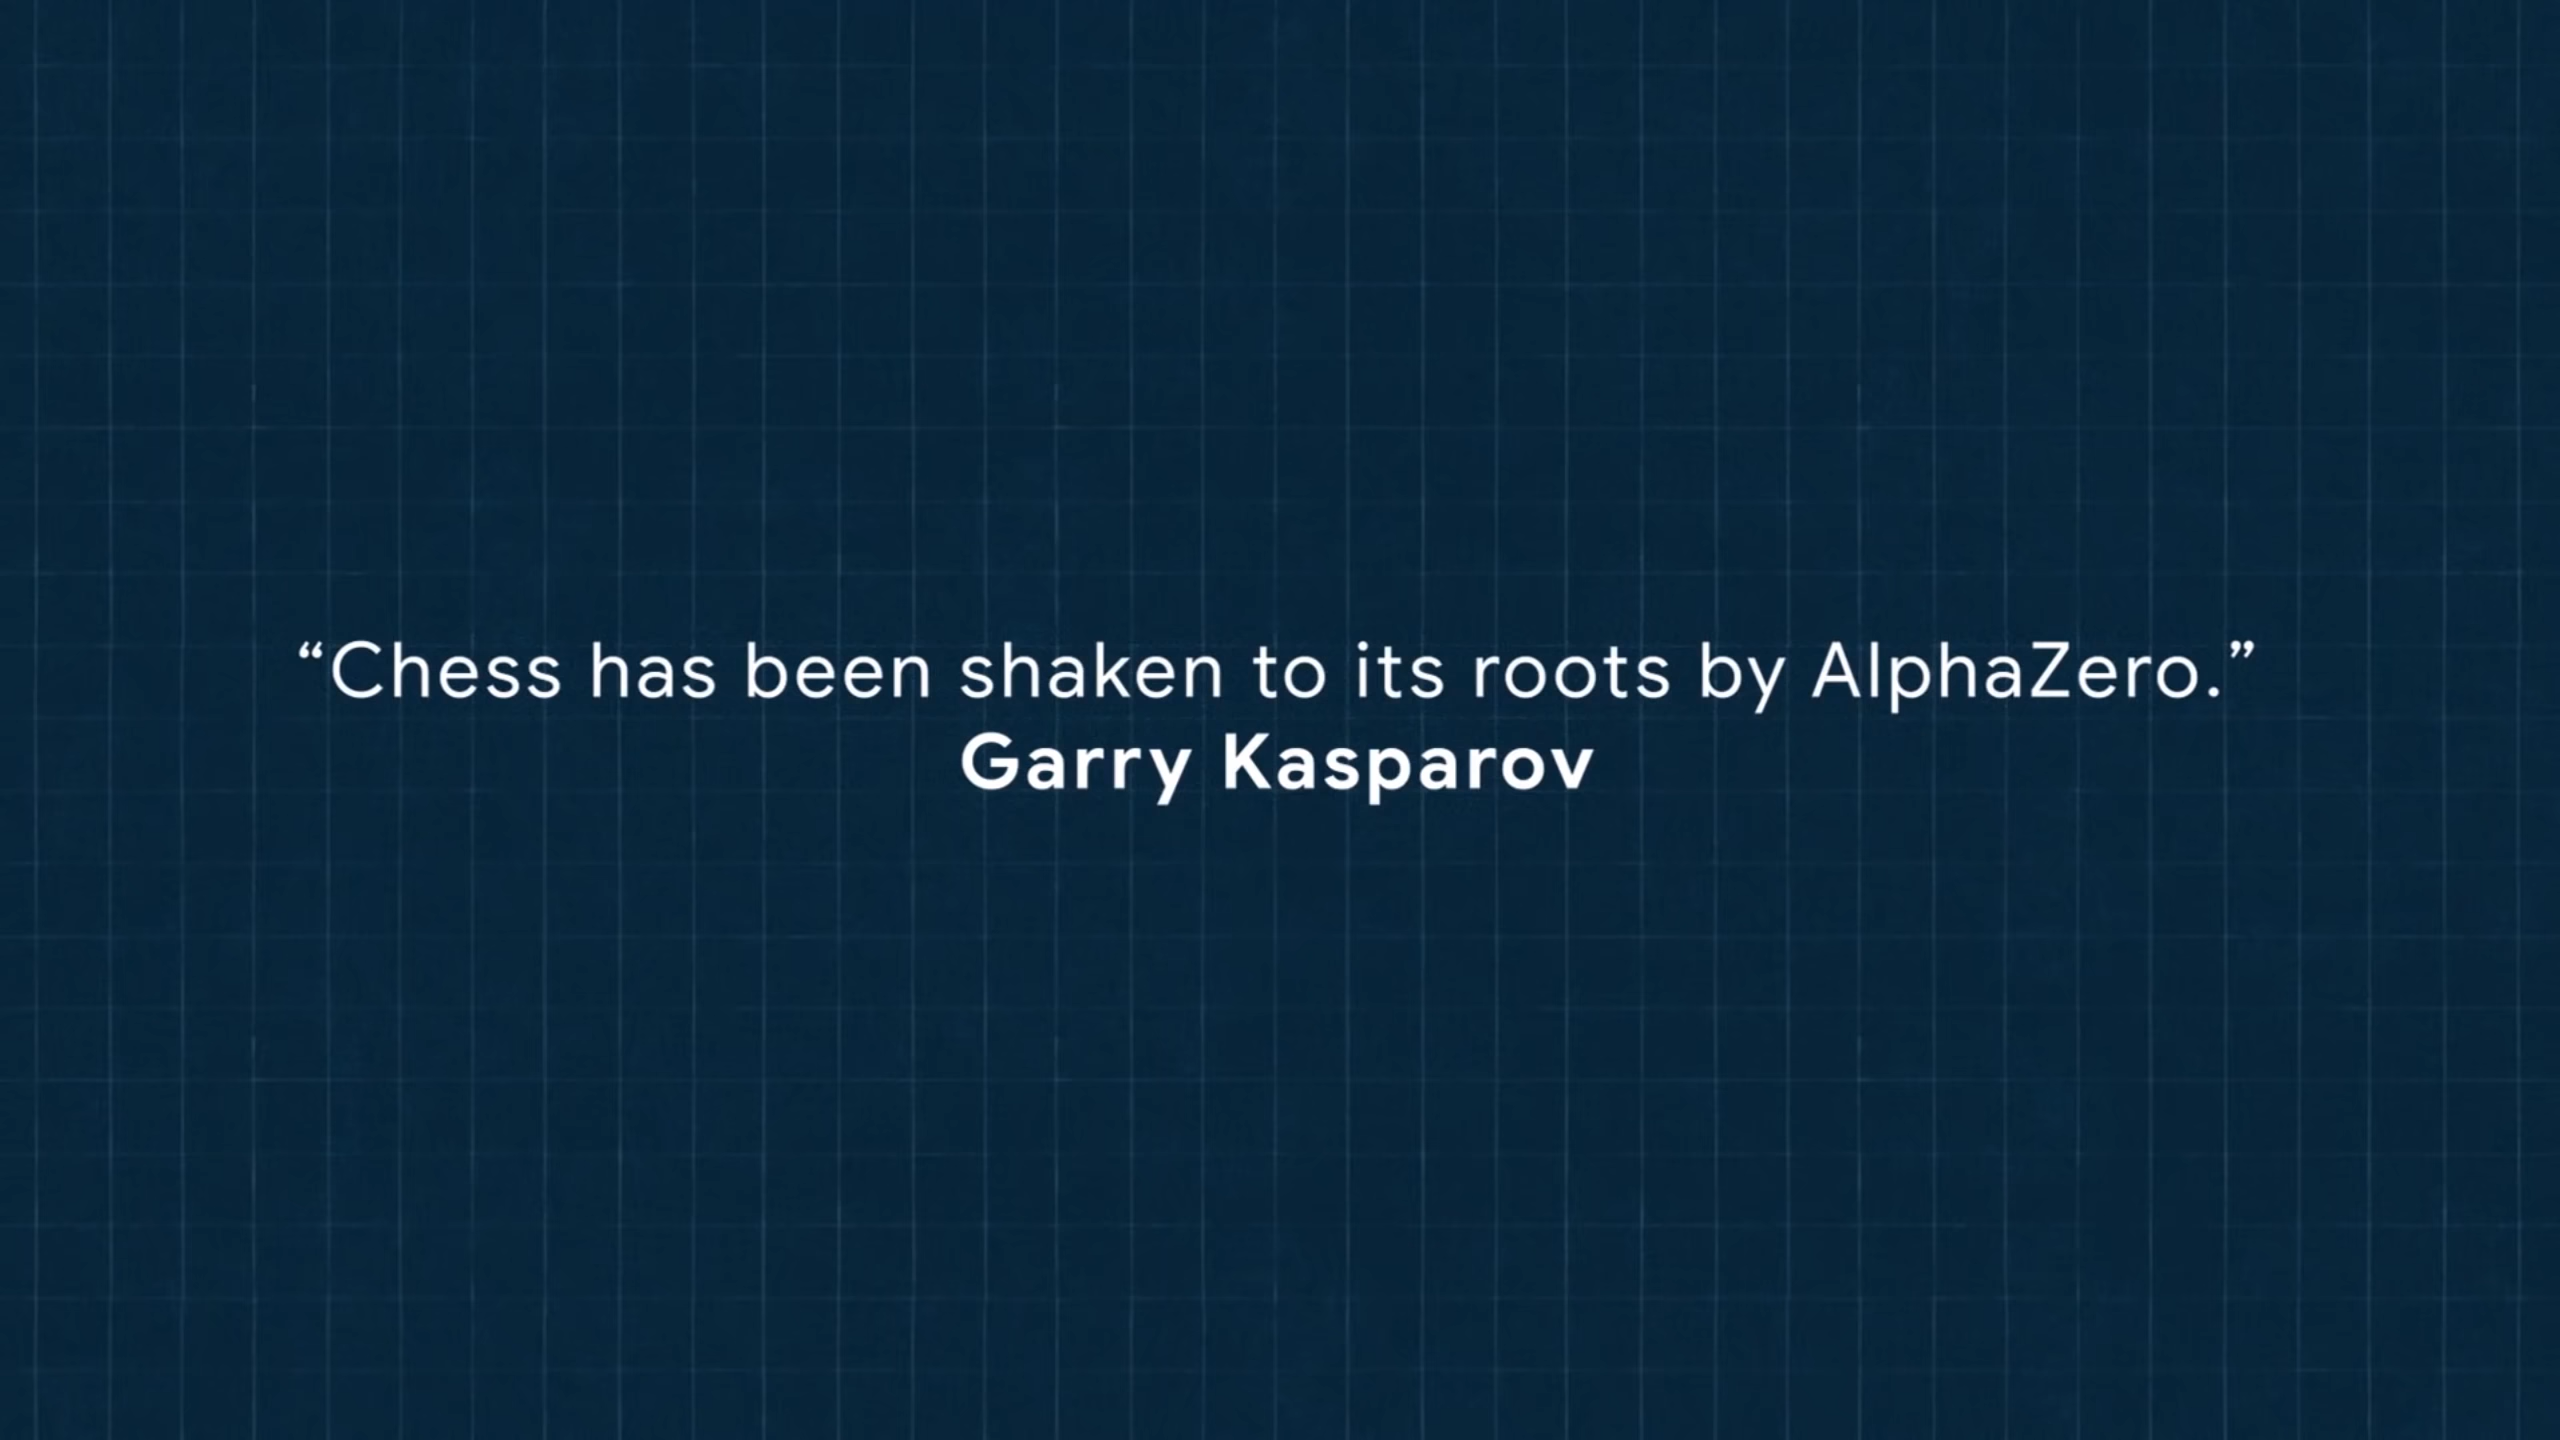 “Chess has been shaken to its roots by AlphaZero.”
Garry Kasparov